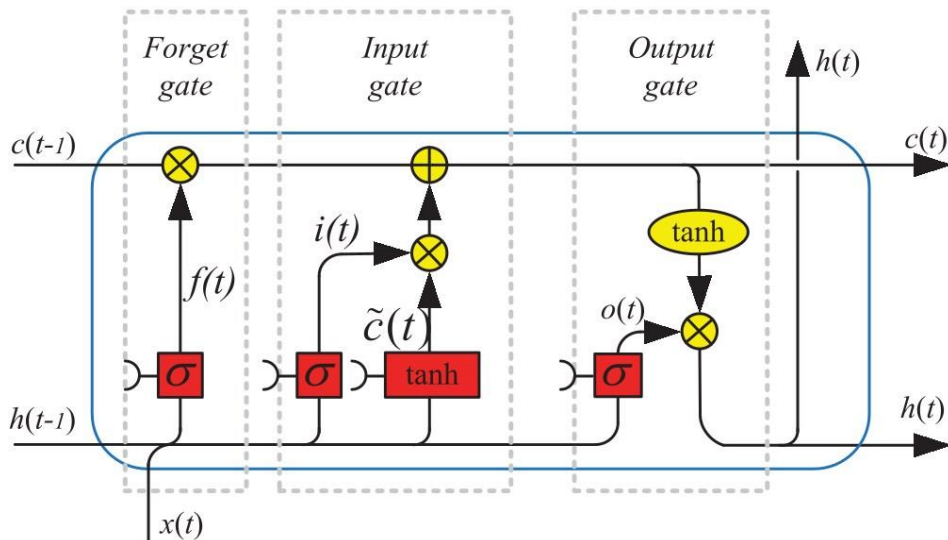 Forget
gate
Input
gate
Output
gate
h(t)
c(t-1)
c(t)
i(t)
tanh
f(t)
c̃(t)
o(t)
σ
σ
tanh
σ
h(t-1)
h(t)
x(t)